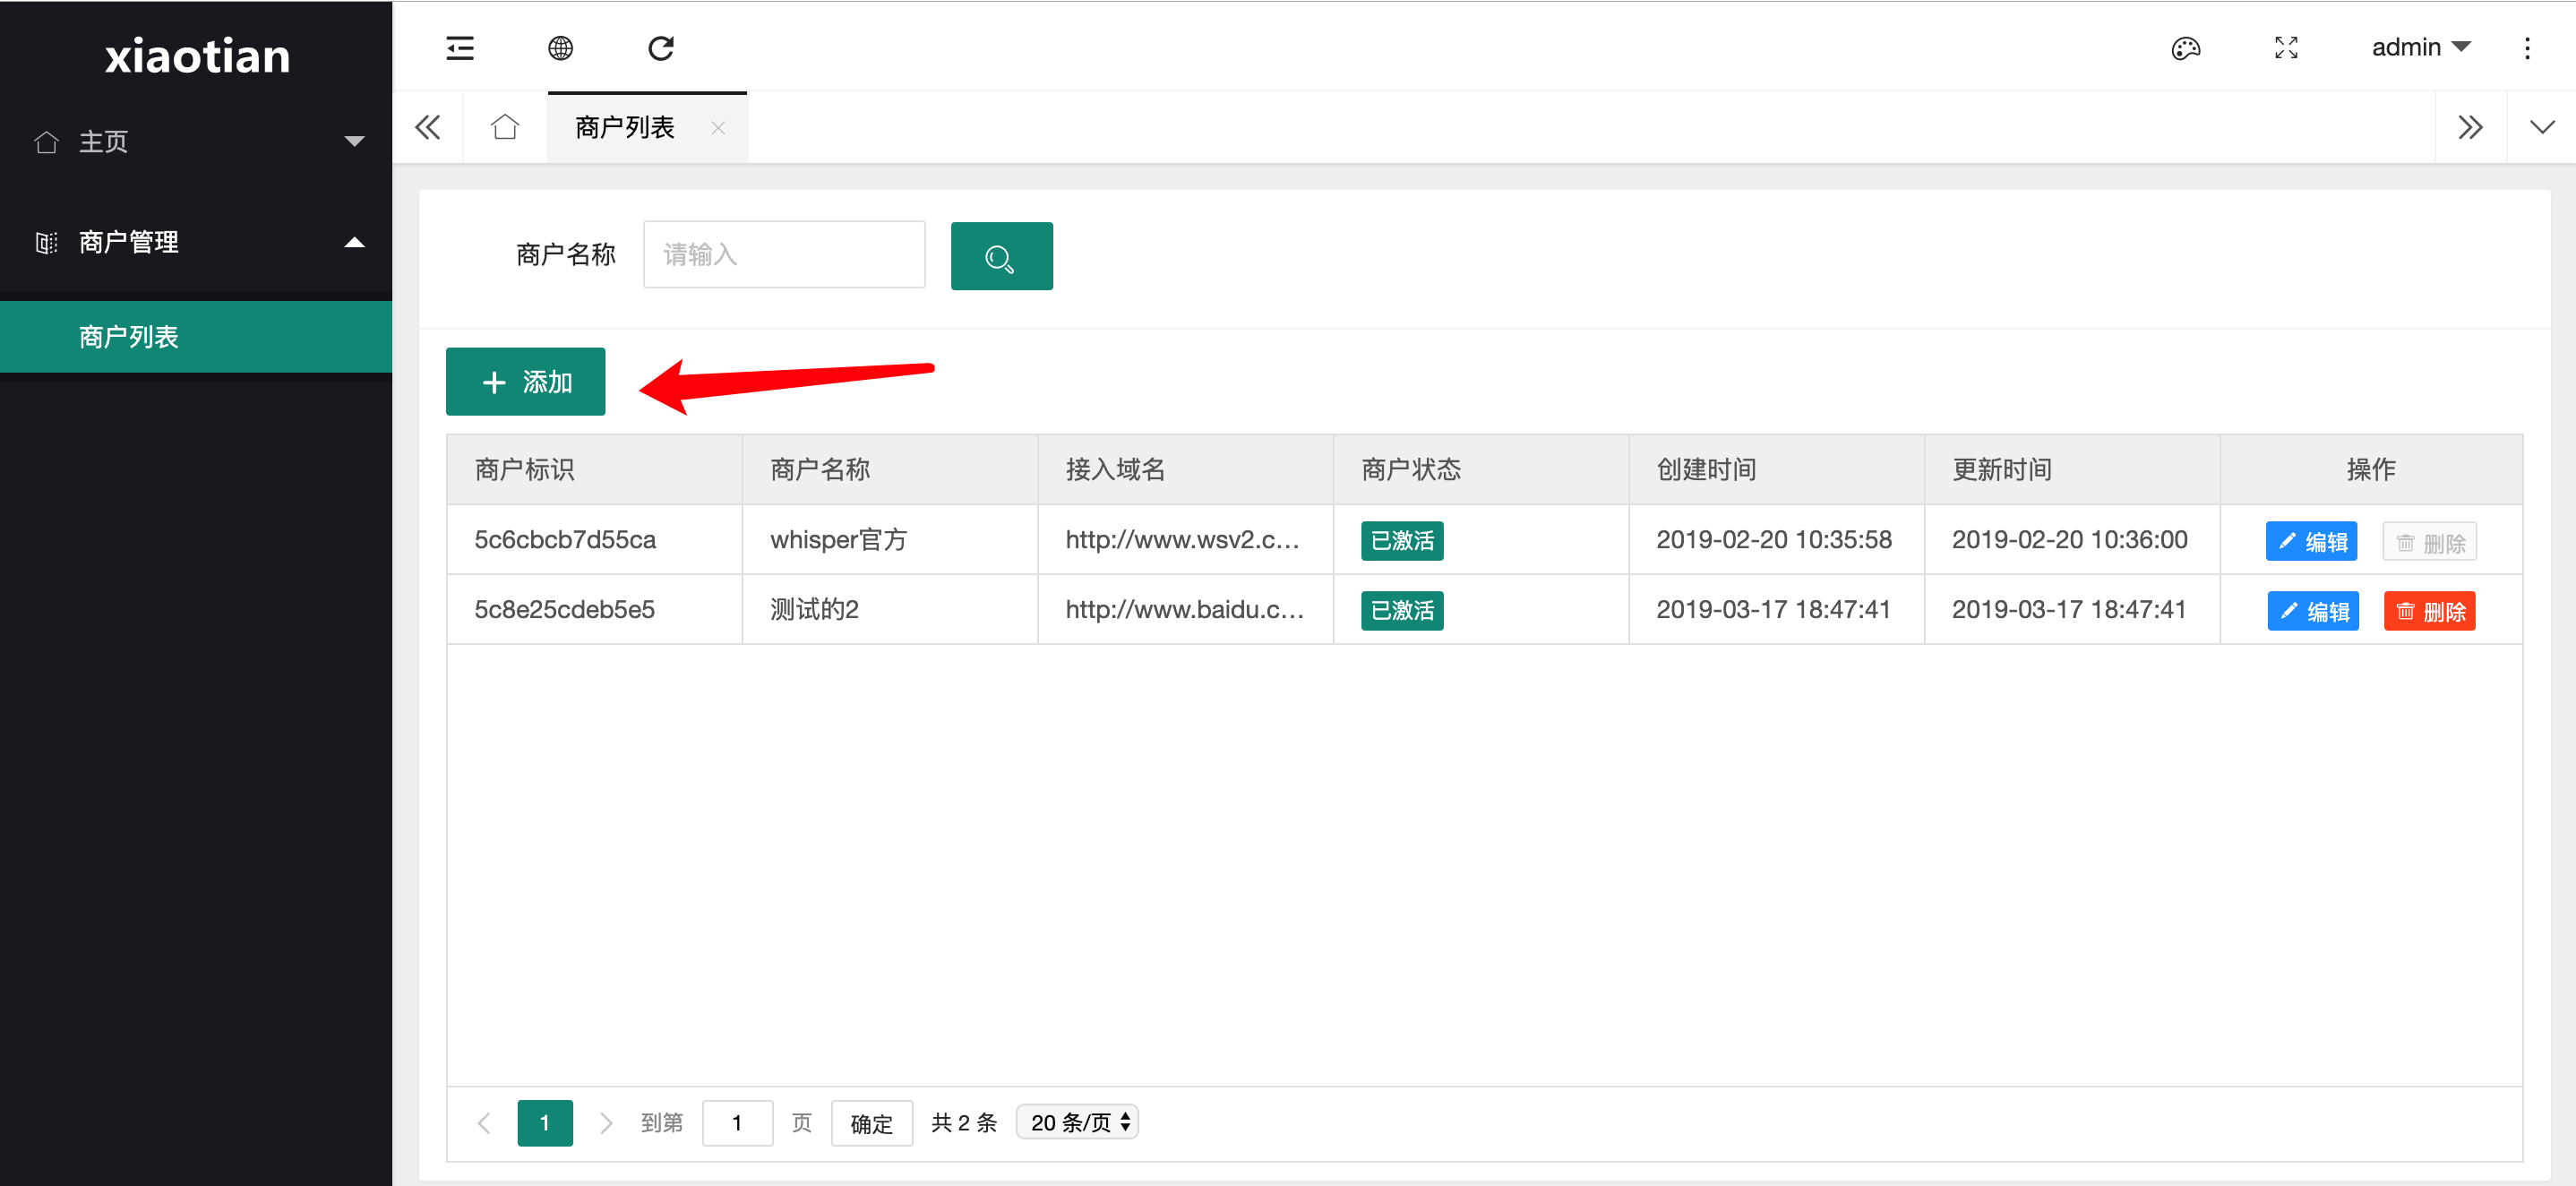 xiaotian
admin
主页
商户列表
商户管理
商户列表
商户名称 请输入
添加
商户标识 商户名称 接入域名 商户状态 创建时间 更新时间 操作
5c6cbcb7d55ca whisper官方 http://www.wsv2.c... 已激活 2019-02-20 10:35:58 2019-02-20 10:36:00 编辑 删除
5c8e25cdeb5e5 测试的2 http://www.baidu.c... 已激活 2019-03-17 18:47:41 2019-03-17 18:47:41 编辑 删除
1 到第 1 页 确定 共 2 条 20 条/页